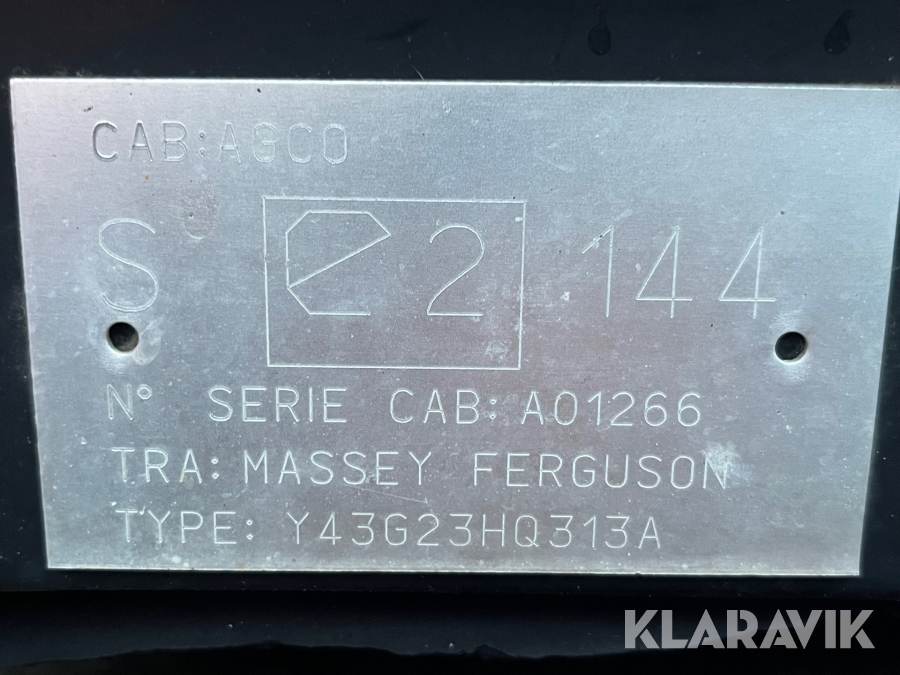 CAB:AGCO
S e2 144
N° SERIE CAB: A01266
TRA: MASSEY FERGUSON
TYPE: Y43G23HQ313A
KLARAVIK